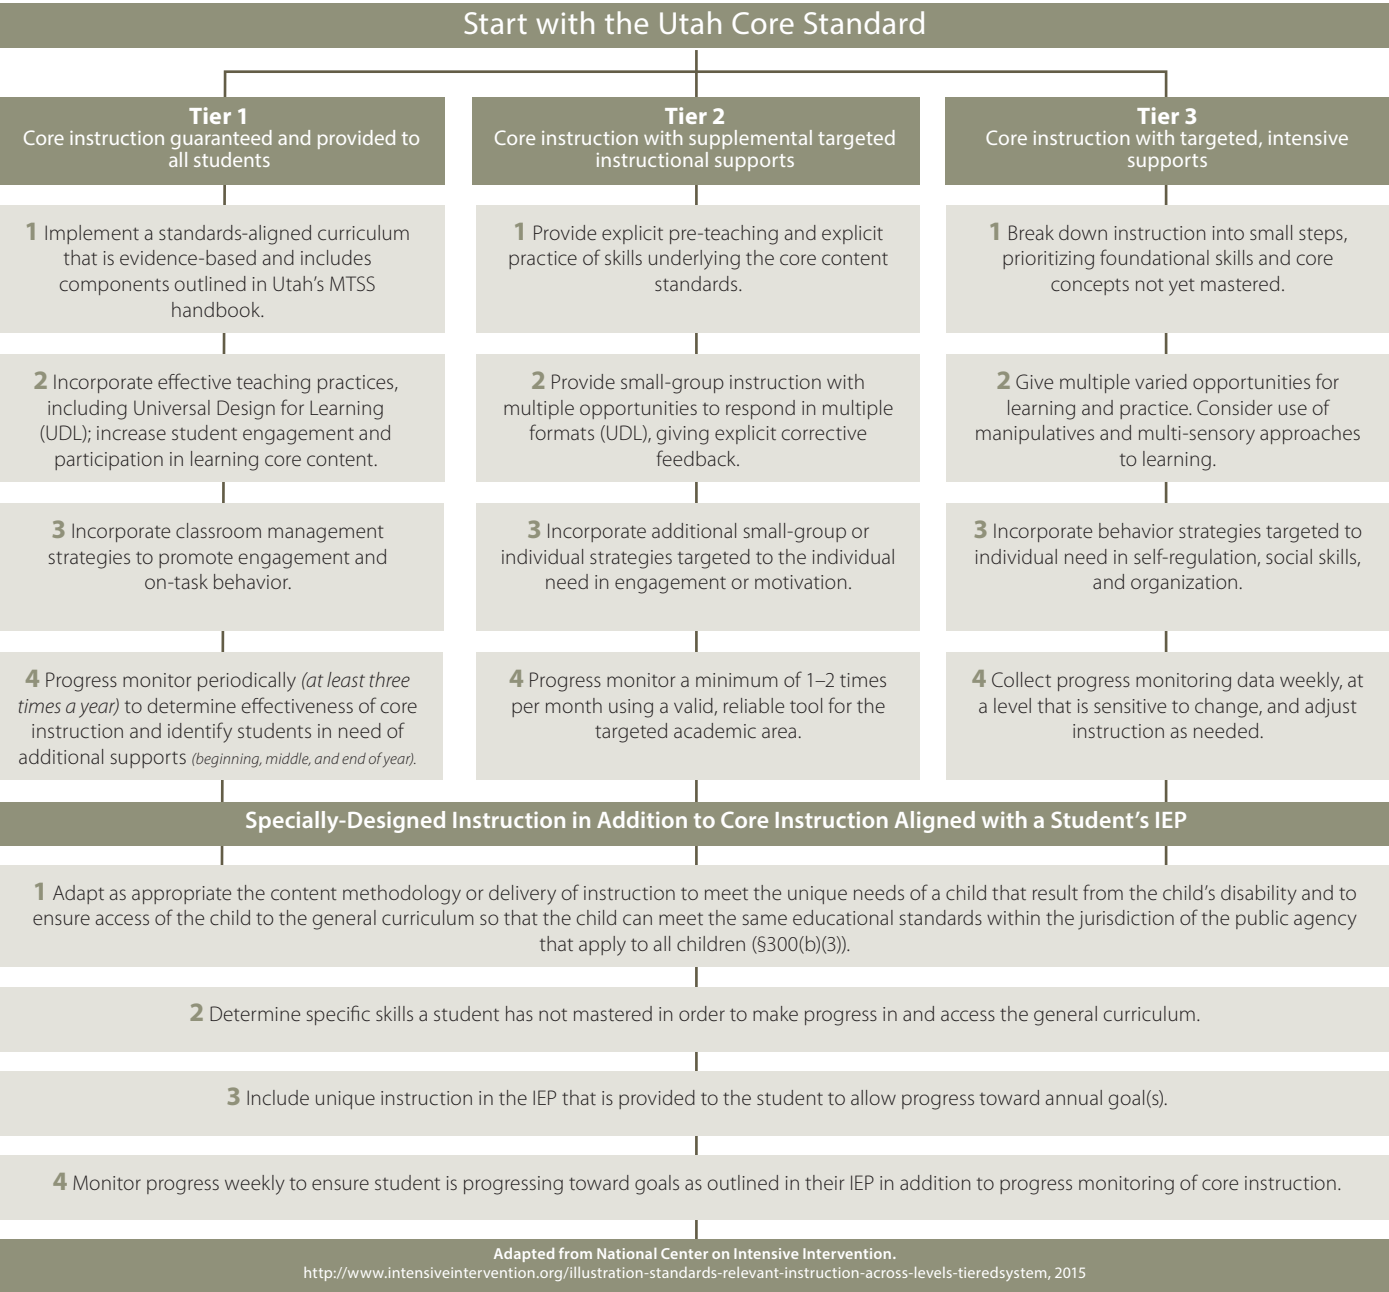 Start with the Utah Core Standard
Tier 1
Core instruction guaranteed and provided to
all students
1 Implement a standards-aligned curriculum
that is evidence-based and includes
components outlined in Utah’s MTSS
handbook.
2 Incorporate effective teaching practices,
including Universal Design for Learning
(UDL); increase student engagement and
participation in learning core content.
3 Incorporate classroom management
strategies to promote engagement and
on-task behavior.
4 Progress monitor periodically (at least three
times a year) to determine effectiveness of core
instruction and identify students in need of
additional supports (beginning, middle, and end of year).
Tier 2
Core instruction with supplemental targeted
instructional supports
1 Provide explicit pre-teaching and explicit
practice of skills underlying the core content
standards.
2 Provide small-group instruction with
multiple opportunities to respond in multiple
formats (UDL), giving explicit corrective
feedback.
3 Incorporate additional small-group or
individual strategies targeted to the individual
need in engagement or motivation.
4 Progress monitor a minimum of 1–2 times
per month using a valid, reliable tool for the
targeted academic area.
Tier 3
Core instruction with targeted, intensive
supports
1 Break down instruction into small steps,
prioritizing foundational skills and core
concepts not yet mastered.
2 Give multiple varied opportunities for
learning and practice. Consider use of
manipulatives and multi-sensory approaches
to learning.
3 Incorporate behavior strategies targeted to
individual need in self-regulation, social skills,
and organization.
4 Collect progress monitoring data weekly, at
a level that is sensitive to change, and adjust
instruction as needed.
Specially-Designed Instruction in Addition to Core Instruction Aligned with a Student’s IEP
1 Adapt as appropriate the content methodology or delivery of instruction to meet the unique needs of a child that result from the child’s disability and to
ensure access of the child to the general curriculum so that the child can meet the same educational standards within the jurisdiction of the public agency
that apply to all children (§300(b)(3)).
2 Determine specific skills a student has not mastered in order to make progress in and access the general curriculum.
3 Include unique instruction in the IEP that is provided to the student to allow progress toward annual goal(s).
4 Monitor progress weekly to ensure student is progressing toward goals as outlined in their IEP in addition to progress monitoring of core instruction.
Adapted from National Center on Intensive Intervention.
http://www.intensiveintervention.org/illustration-standards-relevant-instruction-across-levels-tieredsystem, 2015